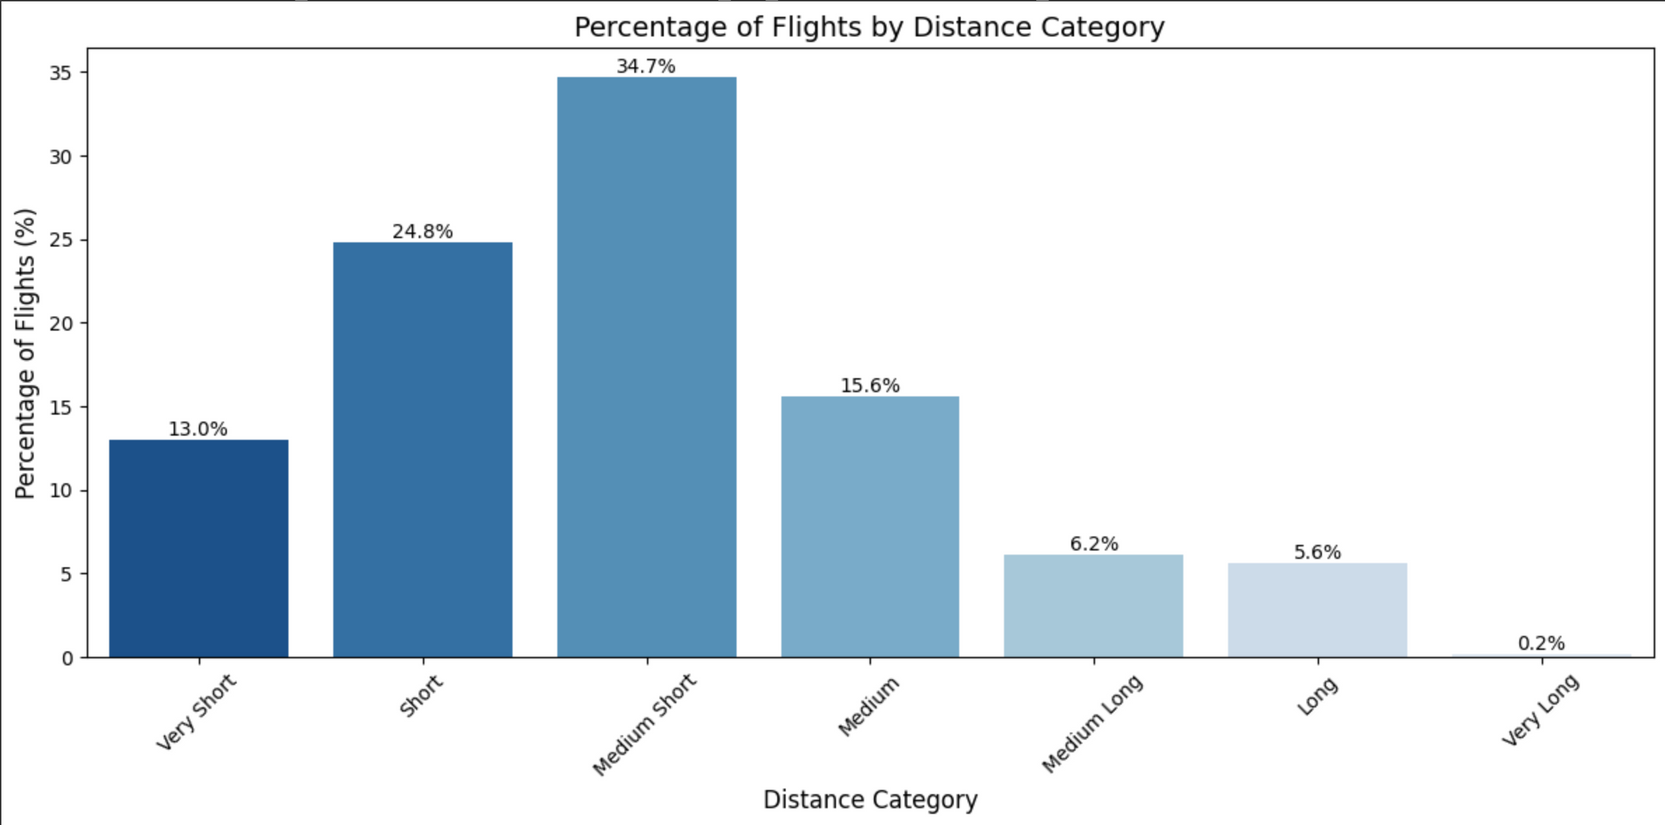 Percentage of Flights by Distance Category
Percentage of Flights (%)
35
30
25
20
15
10
5
0
13.0%
24.8%
34.7%
15.6%
6.2%
5.6%
0.2%
Very Short
Short
Medium Short
Medium
Medium Long
Long
Very Long
Distance Category